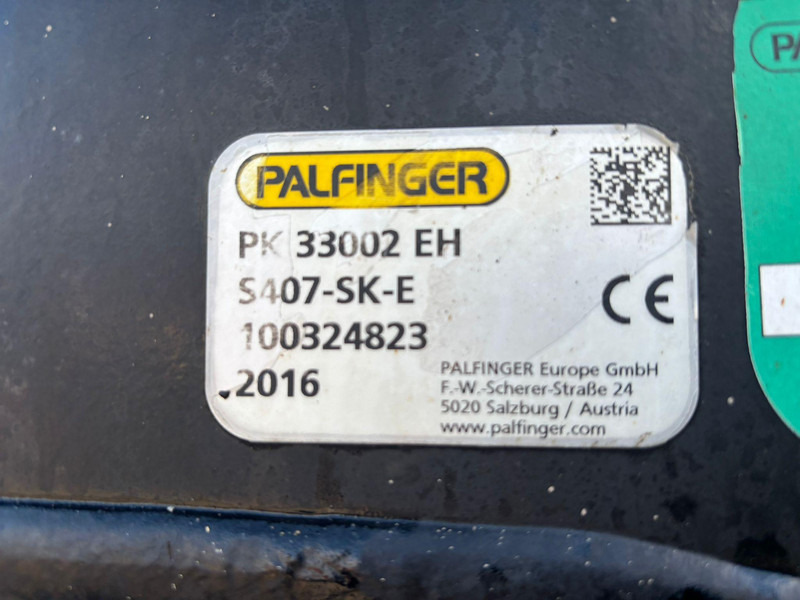 PALFINGER
PK 33002 EH
S407-SK-E
100324823
2016
PALFINGER Europe GmbH
F.-W.-Scherer-Straße 24
5020 Salzburg / Austria
www.palfinger.com
CE
PA